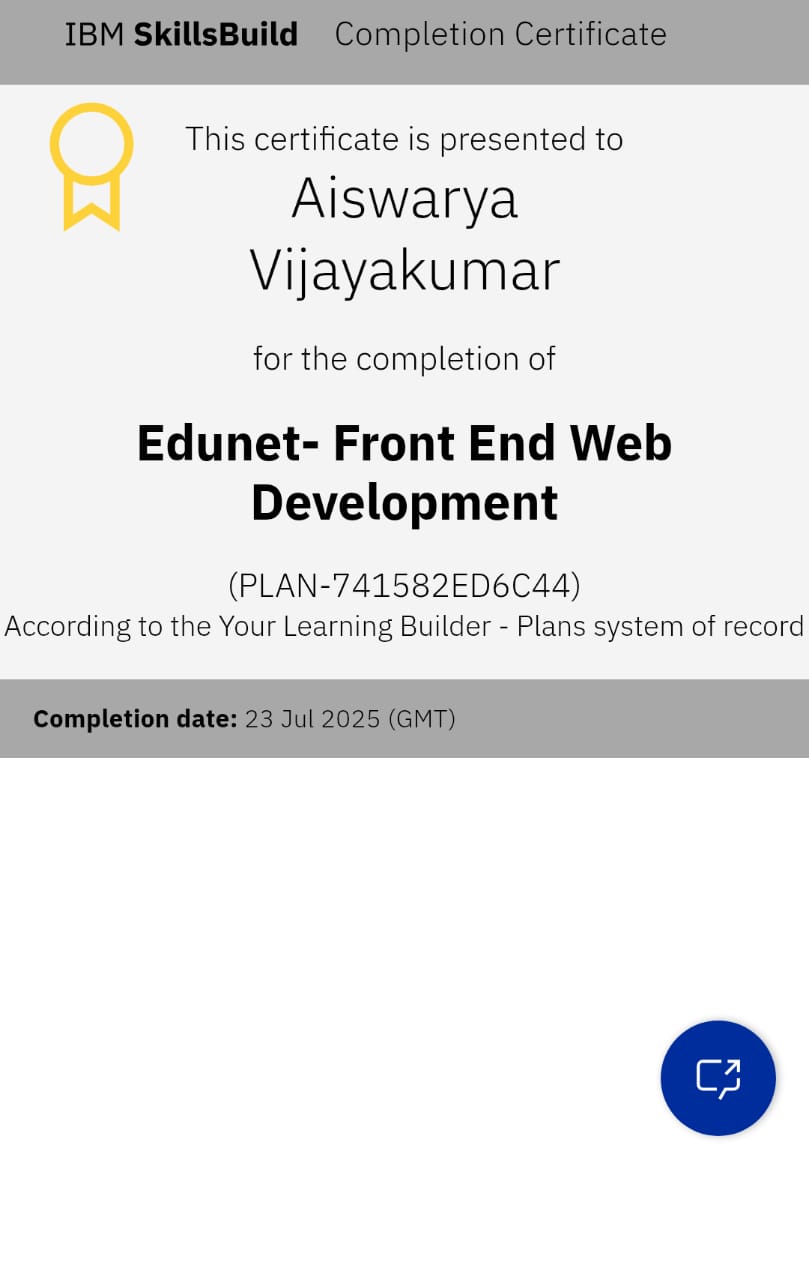 IBM SkillsBuild Completion Certificate
This certificate is presented to
Aiswarya
Vijayakumar
for the completion of
Edunet- Front End Web
Development
(PLAN-741582ED6C44)
According to the Your Learning Builder - Plans system of record
Completion date: 23 Jul 2025 (GMT)